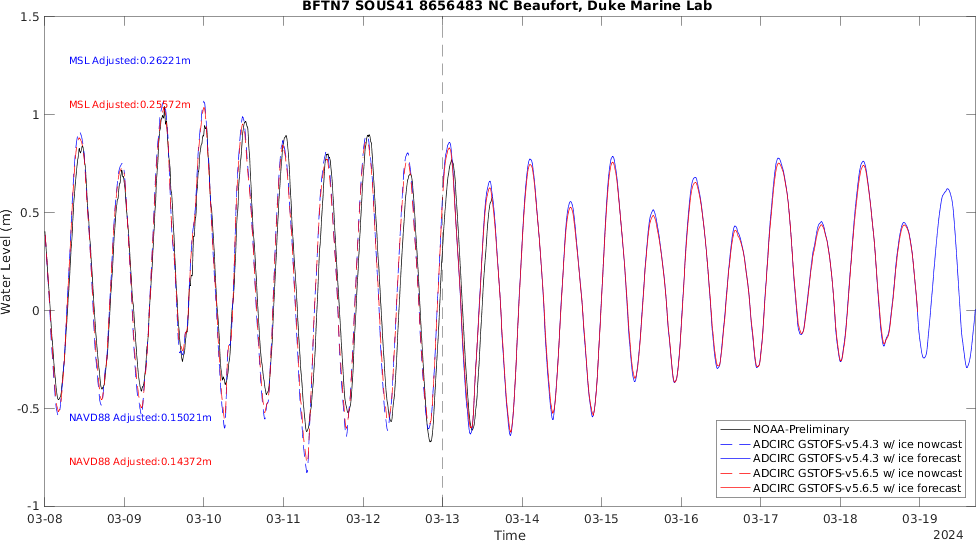 BFTN7 SOUS41 8656483 NC Beaufort, Duke Marine Lab
1.5
1
0.5
0
-0.5
-1
Water Level (m)
MSL Adjusted:0.26221m
MSL Adjusted:0.25572m
NAVD88 Adjusted:0.15021m
NAVD88 Adjusted:0.14372m
NOAA-Preliminary
ADCIRC GSTOFS-v5.4.3 w/ ice nowcast
ADCIRC GSTOFS-v5.4.3 w/ ice forecast
ADCIRC GSTOFS-v5.6.5 w/ ice nowcast
ADCIRC GSTOFS-v5.6.5 w/ ice forecast
03-08 03-09 03-10 03-11 03-12 03-13 03-14 03-15 03-16 03-17 03-18 03-19
Time
2024